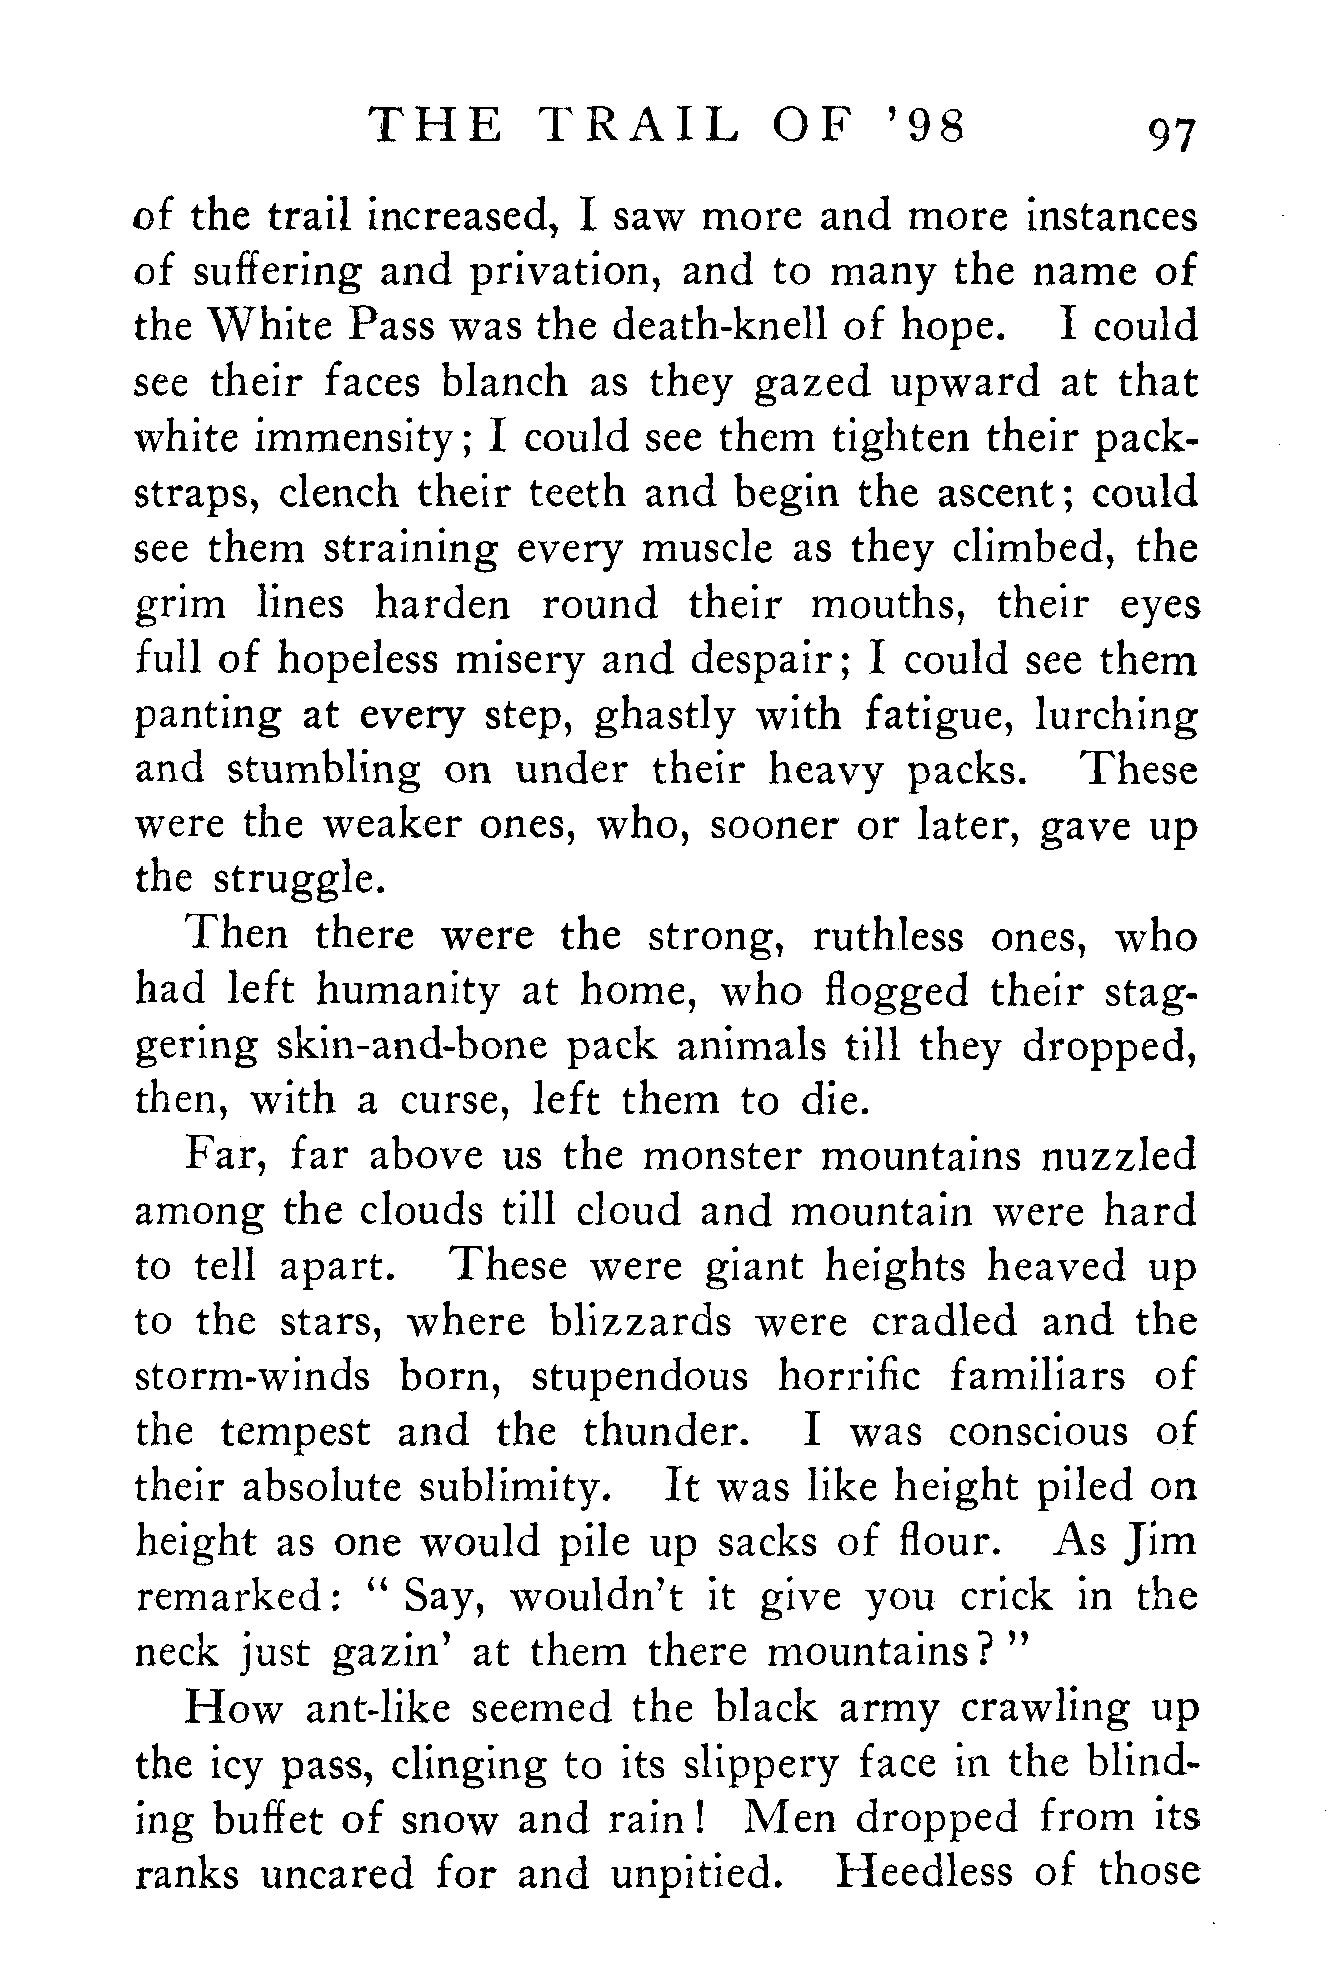 THE TRAIL OF '98 97
of the trail increased, I saw more and more instances
of suffering and privation, and to many the name of
the White Pass was the death-knell of hope. I could
see their faces blanch as they gazed upward at that
white immensity; I could see them tighten their pack-
straps, clench their teeth and begin the ascent; could
see them straining every muscle as they climbed, the
grim lines harden round their mouths, their eyes
full of hopeless misery and despair; I could see them
panting at every step, ghastly with fatigue, lurching
and stumbling on under their heavy packs. These
were the weaker ones, who, sooner or later, gave up
the struggle.
Then there were the strong, ruthless ones, who
had left humanity at home, who flogged their stag-
gering skin-and-bone pack animals till they dropped,
then, with a curse, left them to die.
Far, far above us the monster mountains nuzzled
among the clouds till cloud and mountain were hard
to tell apart. These were giant heights heaved up
to the stars, where blizzards were cradled and the
storm-winds born, stupendous horrific familiars of
the tempest and the thunder. I was conscious of
their absolute sublimity. It was like height piled on
height as one would pile up sacks of flour. As Jim
remarked: " Say, wouldn't it give you crick in the
neck just gazin' at them there mountains? "
How ant-like seemed the black army crawling up
the icy pass, clinging to its slippery face in the blind-
ing buffet of snow and rain! Men dropped from its
ranks uncared for and unpitied. Heedless of those